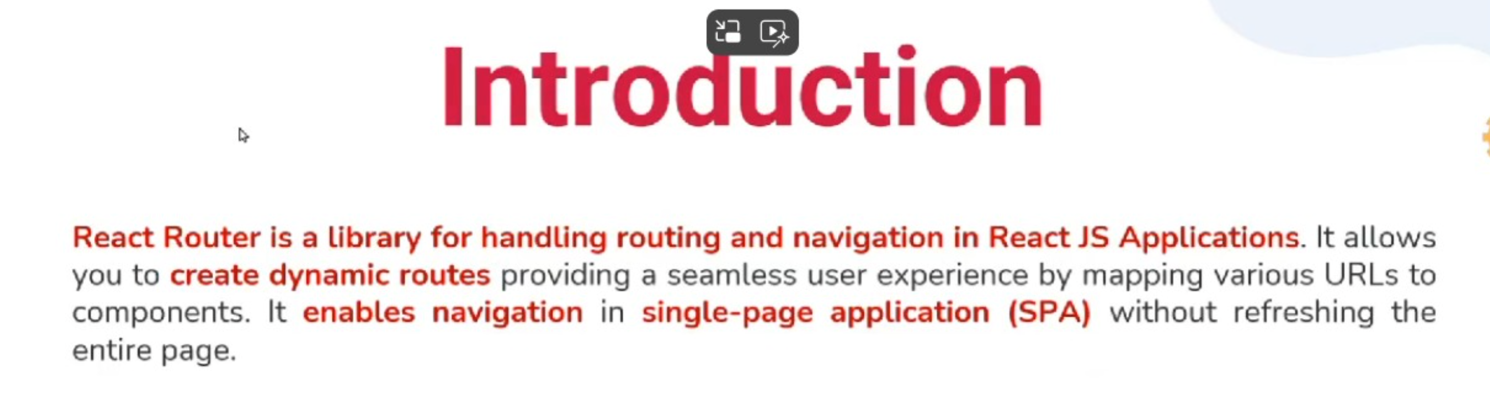 Introduction
React Router is a library for handling routing and navigation in React JS Applications. It allows
you to create dynamic routes providing a seamless user experience by mapping various URLs to
components. It enables navigation in single-page application (SPA) without refreshing the
entire page.